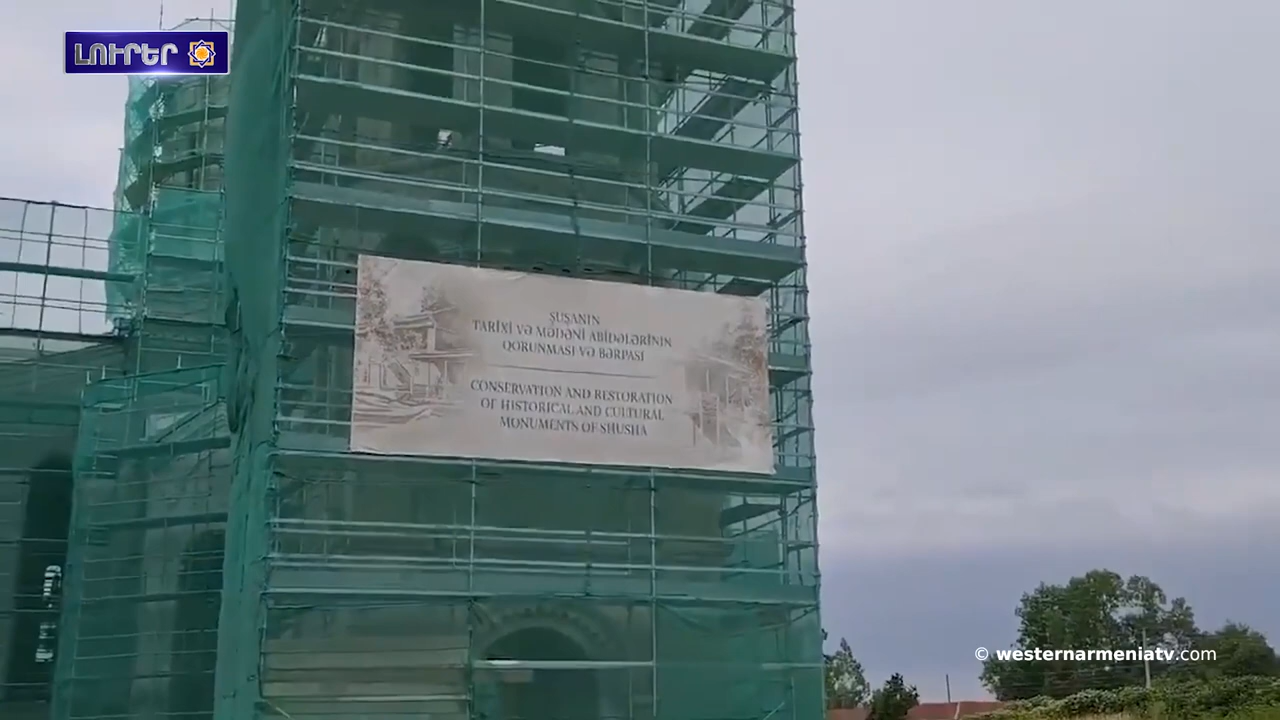 ԼՈՒՐԵՐ
ŞUŞANIN
TARİXİ VƏ MƏDƏNİ ABİDƏLƏRİNİN
QORUNMASI VƏ BƏRPASI
CONSERVATION AND RESTORATION
OF HISTORICAL AND CULTURAL
MONUMENTS OF SHUSHA
© westernarmeniatv.com